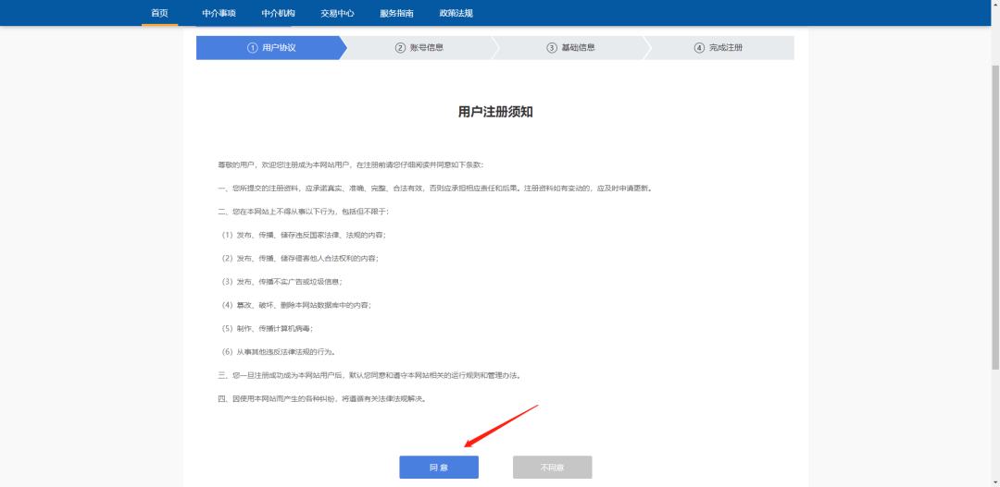 首页 中介事项 中介机构 交易中心 服务指南 政策法规
① 用户协议 ② 账号信息 ③ 基础信息 ④ 完成注册
用户注册须知
尊敬的用户，欢迎您注册成为本网站用户，在注册前请您仔细阅读并同意如下条款：
一、您所提交的注册资料，应承诺真实、准确、完整、合法有效，否则应承担相应责任和后果。注册资料如有变动的，应及时申请更新。
二、您在本网站上不得从事以下行为，包括但不限于：
（1）发布、传播、储存违反国家法律、法规的内容；
（2）发布、传播、储存侵害他人合法权利的内容；
（3）发布、传播不实广告或垃圾信息；
（4）篡改、破坏、删除本网站数据库中的内容；
（5）制作、传播计算机病毒；
（6）从事其他违反法律法规的行为。
三、您一旦注册成功成为本网站用户后，默认您同意和遵守本网站相关的运行规则和管理办法。
四、因使用本网站而产生的各种纠纷，将遵循有关法律法规解决。
同 意 不同意